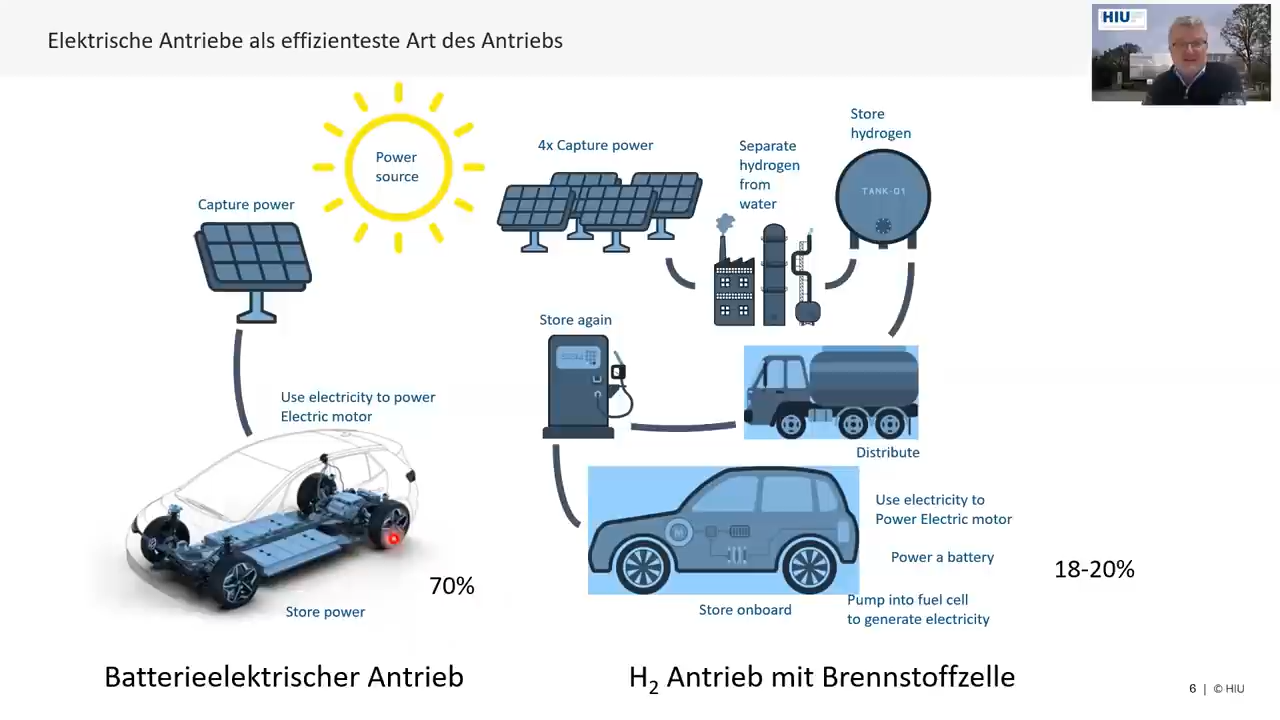 Elektrische Antriebe als effizienteste Art des Antriebs
HIU
Power
source
Capture power
4x Capture power
Separate
hydrogen
from
water
Store
hydrogen
TANK-01
Store again
Use electricity to power
Electric motor
Distribute
M
Use electricity to
Power Electric motor
Power a battery
70%
18-20%
Store power
Store onboard
Pump into fuel cell
to generate electricity
Batterieelektrischer Antrieb
H₂ Antrieb mit Brennstoffzelle
6 | © HIU